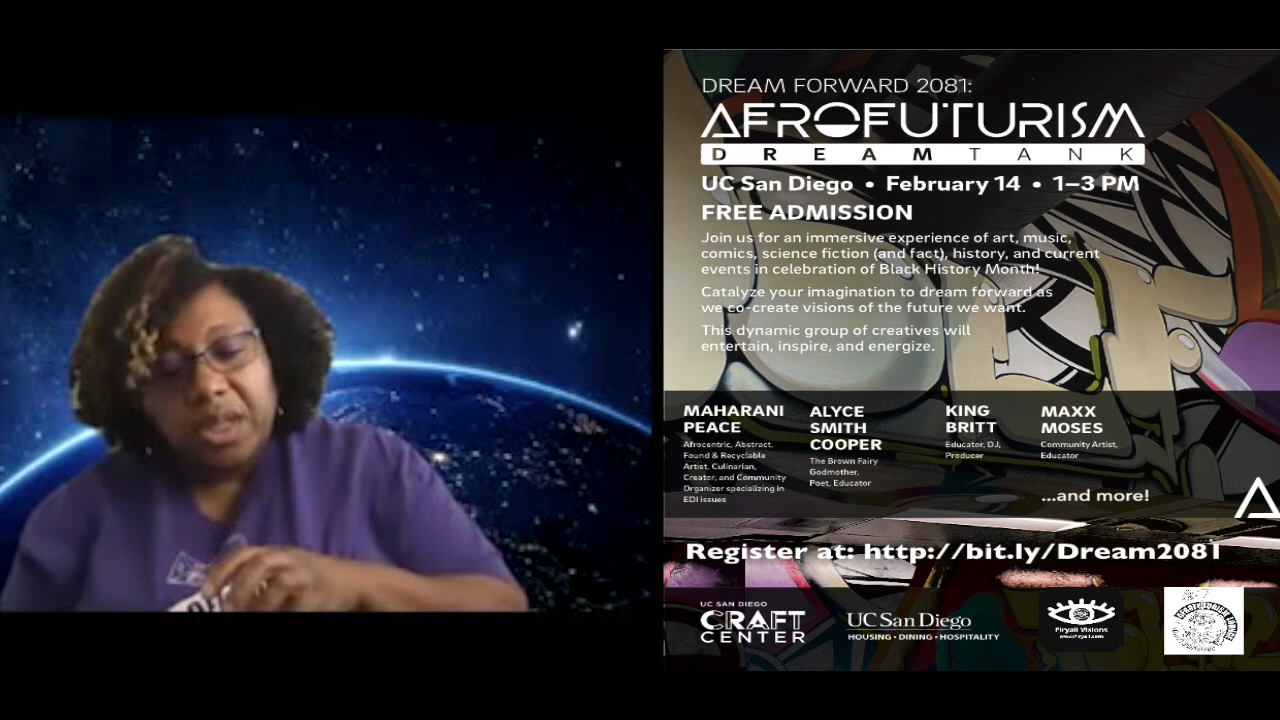 DREAM FORWARD 2081:
AFROFUTURISM
DREAM TANK
UC San Diego • February 14 • 1–3 PM
FREE ADMISSION
Join us for an immersive experience of art, music,
comics, science fiction (and fact), history, and current
events in celebration of Black History Month!
Catalyze your imagination to dream forward as
we co-create visions of the future we want.
This dynamic group of creatives will
entertain, inspire, and energize.
MAHARANI
PEACE
Afrocentric, Abstract,
Found & Recyclable
Artist, Culinarian,
Creator, and Community
Organizer specializing in
EDI issues
ALYCE
SMITH
COOPER
The Brown Fairy
Godmother,
Poet, Educator
KING
BRITT
Educator, DJ,
Producer
MAXX
MOSES
Community Artist,
Educator
...and more!
Register at: http://bit.ly/Dream2081
UC SAN DIEGO
CRAFT
CENTER
UC San Diego
HOUSING • DINING • HOSPITALITY
Firyali Visions